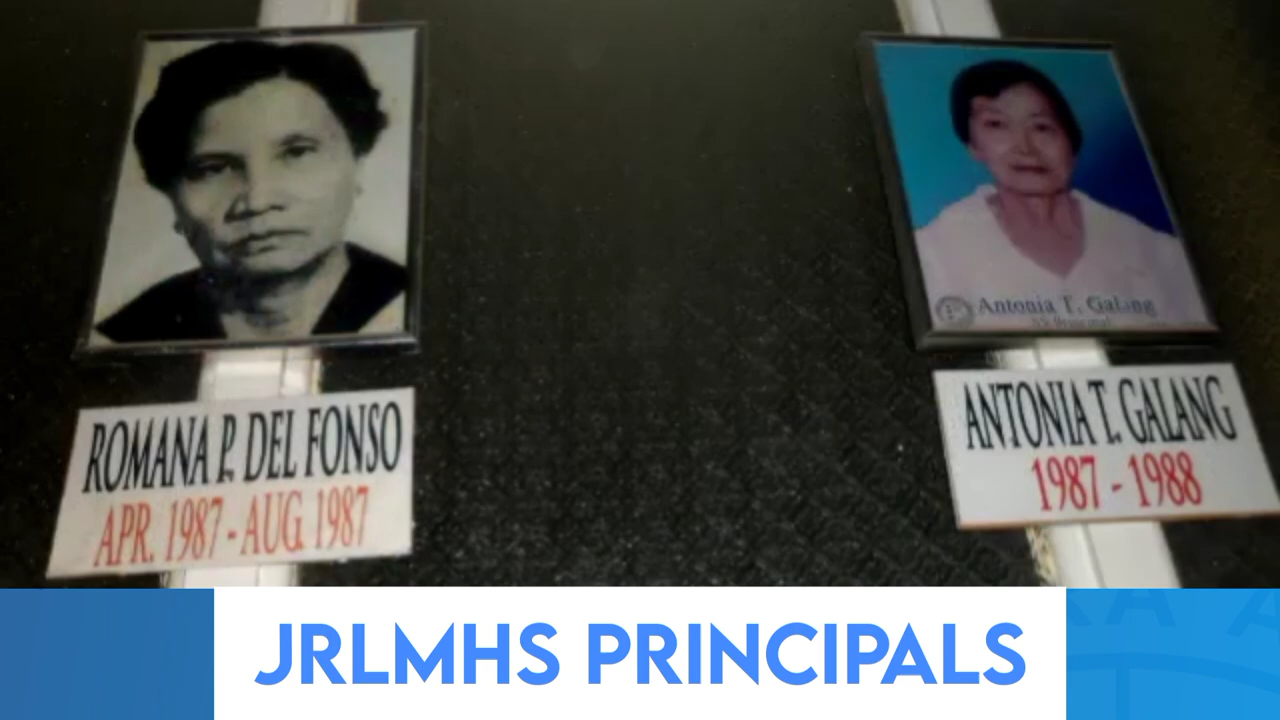 Antonia T. Galang
ROMANA P. DEL FONSO
APR. 1987 - AUG 1987
ANTONIA T. GALANG
1987 - 1988
JRLMHS PRINCIPALS